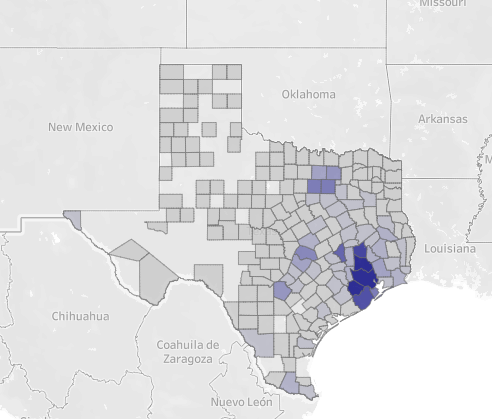 Missouri
Oklahoma
Arkansas
New Mexico
Louisiana
Chihuahua
Coahuila de
Zaragoza
Nuevo León